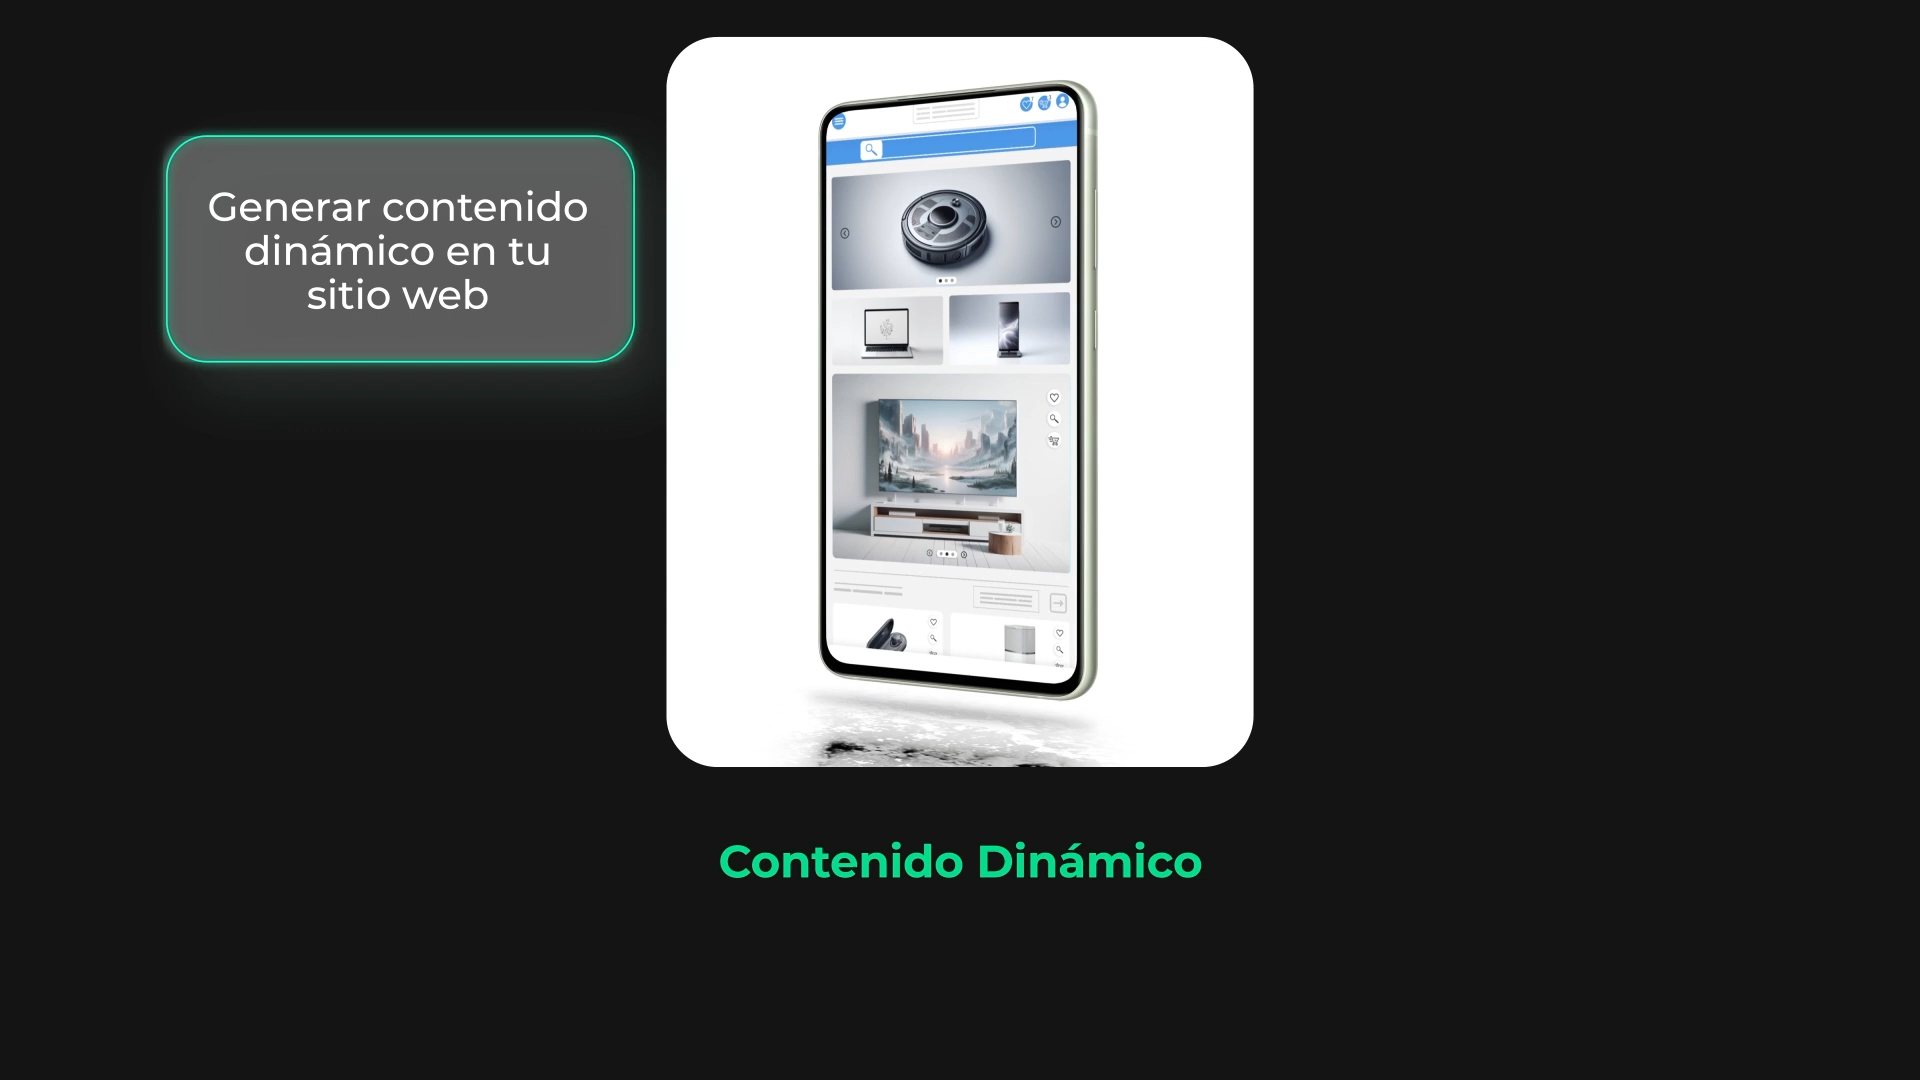 Generar contenido
dinámico en tu
sitio web
Contenido Dinámico